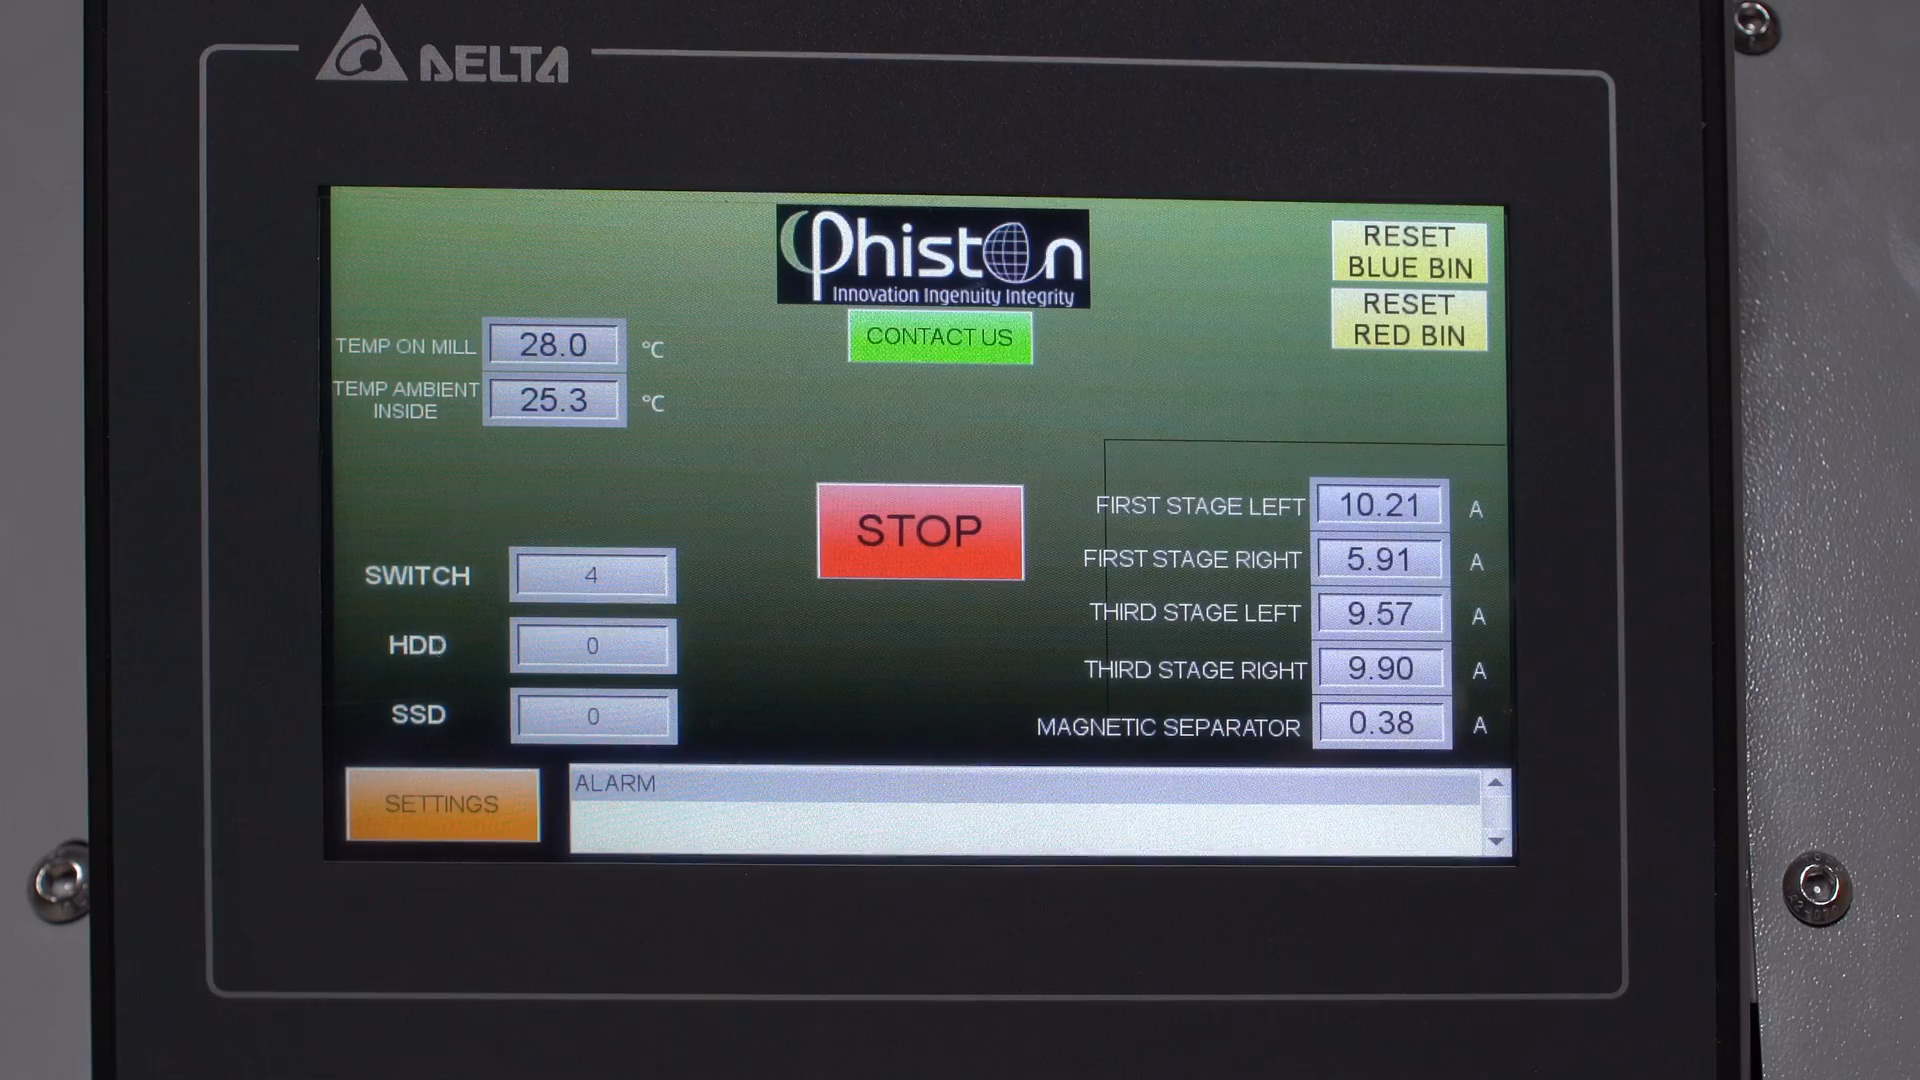 DELTA
Phiston
Innovation Ingenuity Integrity
CONTACT US
RESET
BLUE BIN
RESET
RED BIN
TEMP ON MILL 28.0 °C
TEMP AMBIENT
INSIDE 25.3 °C
STOP
SWITCH 4
HDD 0
SSD 0
FIRST STAGE LEFT 10.21 A
FIRST STAGE RIGHT 5.91 A
THIRD STAGE LEFT 9.57 A
THIRD STAGE RIGHT 9.90 A
MAGNETIC SEPARATOR 0.38 A
SETTINGS
ALARM